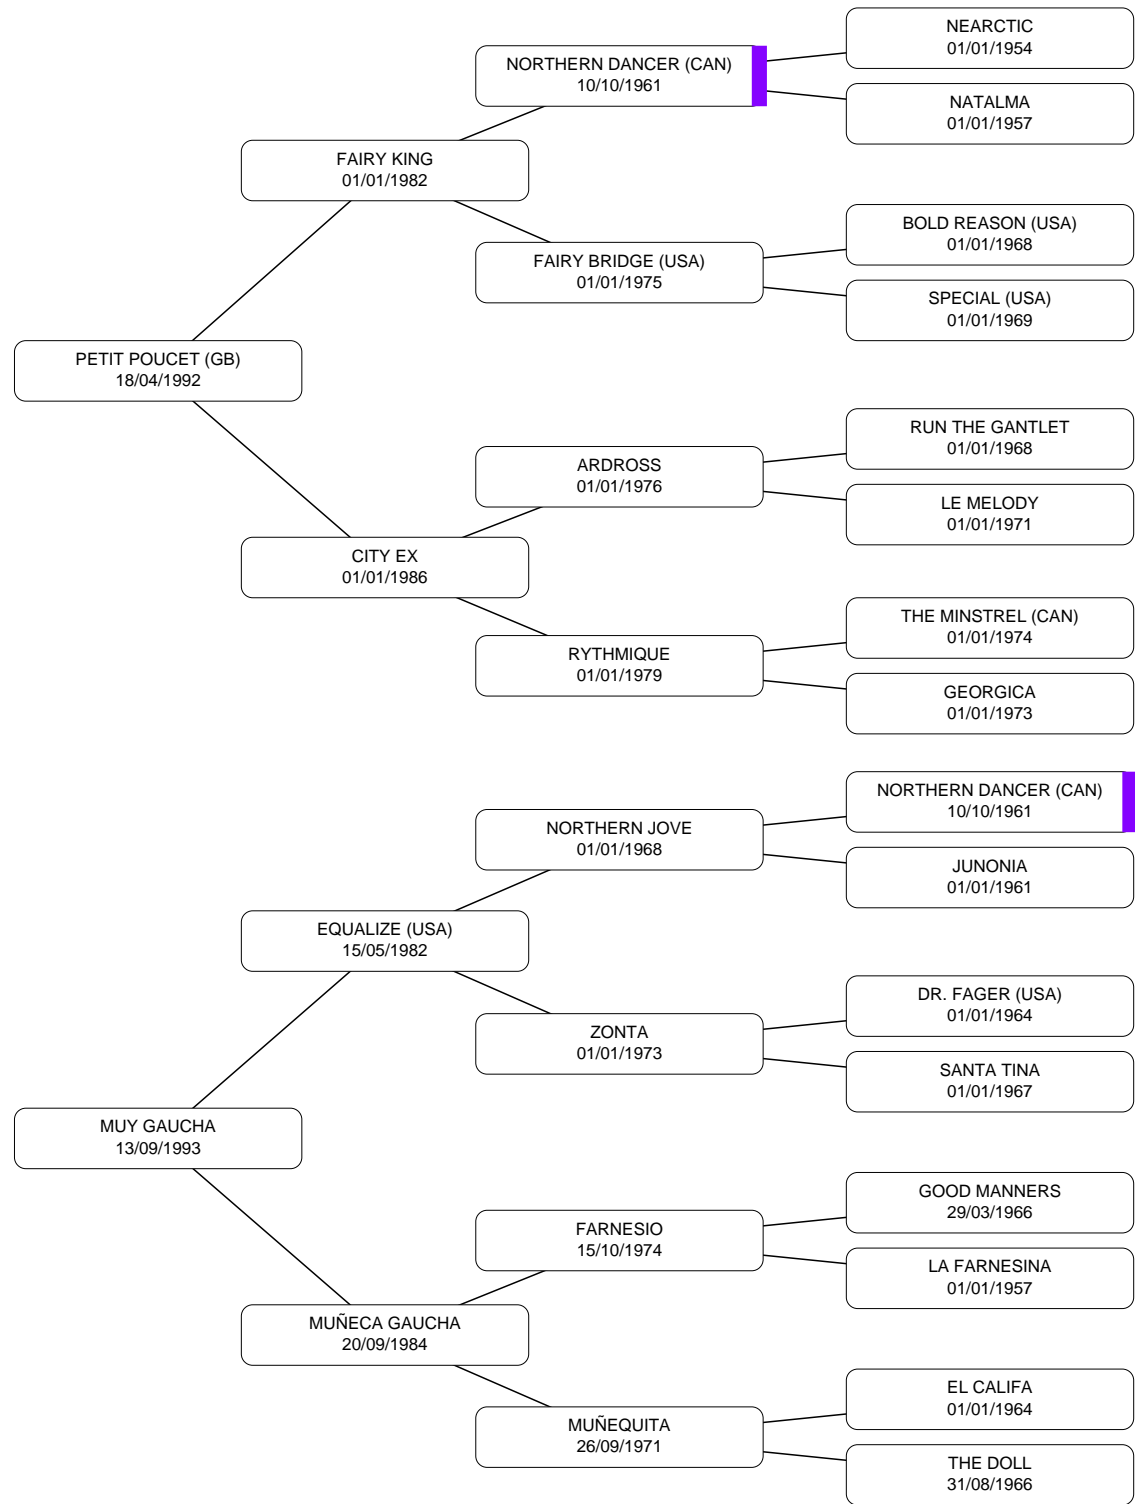 NEARCTIC
01/01/1954
NORTHERN DANCER (CAN)
10/10/1961
NATALMA
01/01/1957
FAIRY KING
01/01/1982
BOLD REASON (USA)
01/01/1968
FAIRY BRIDGE (USA)
01/01/1975
SPECIAL (USA)
01/01/1969
PETIT POUCET (GB)
18/04/1992
RUN THE GANTLET
01/01/1968
ARDROSS
01/01/1976
LE MELODY
01/01/1971
CITY EX
01/01/1986
THE MINSTREL (CAN)
01/01/1974
RYTHMIQUE
01/01/1979
GEORGICA
01/01/1973
NORTHERN DANCER (CAN)
10/10/1961
NORTHERN JOVE
01/01/1968
JUNONIA
01/01/1961
EQUALIZE (USA)
15/05/1982
DR. FAGER (USA)
01/01/1964
ZONTA
01/01/1973
SANTA TINA
01/01/1967
MUY GAUCHA
13/09/1993
GOOD MANNERS
29/03/1966
FARNESIO
15/10/1974
LA FARNESINA
01/01/1957
MUÑECA GAUCHA
20/09/1984
EL CALIFA
01/01/1964
MUÑEQUITA
26/09/1971
THE DOLL
31/08/1966